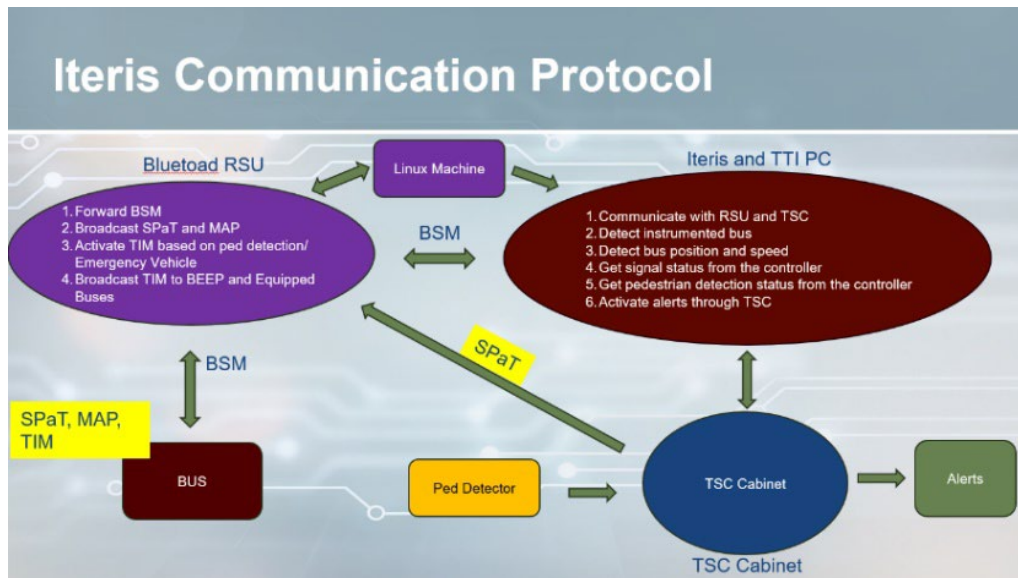 Iteris Communication Protocol
Bluetoad RSU
Linux Machine
Iteris and TTI PC
1. Forward BSM
2. Broadcast SPaT and MAP
3. Activate TIM based on ped detection/
Emergency Vehicle
4. Broadcast TIM to BEEP and Equipped
Buses
BSM
1. Communicate with RSU and TSC
2. Detect instrumented bus
3. Detect bus position and speed
4. Get signal status from the controller
5. Get pedestrian detection status from the controller
6. Activate alerts through TSC
SPaT
BSM
SPaT, MAP,
TIM
BUS
Ped Detector
TSC Cabinet
Alerts
TSC Cabinet